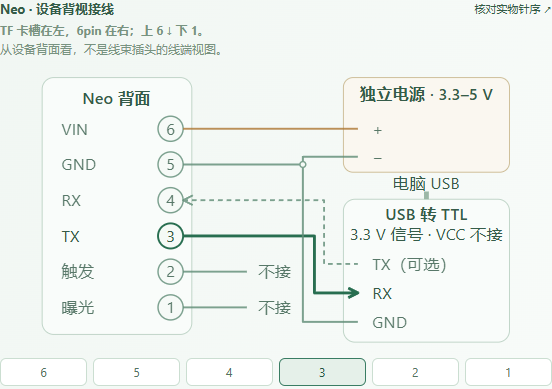 Neo · 设备背视接线
核对实物针序 ↗
TF 卡槽在左，6pin 在右；上 6 ↓ 下 1。
从设备背面看，不是线束插头的线端视图。
Neo 背面
VIN 6
GND 5
RX 4
TX 3
触发 2 不接
曝光 1 不接
独立电源 · 3.3–5 V
+
−
电脑 USB
USB 转 TTL
3.3 V 信号 · VCC 不接
TX（可选）
RX
GND
6 5 4 3 2 1